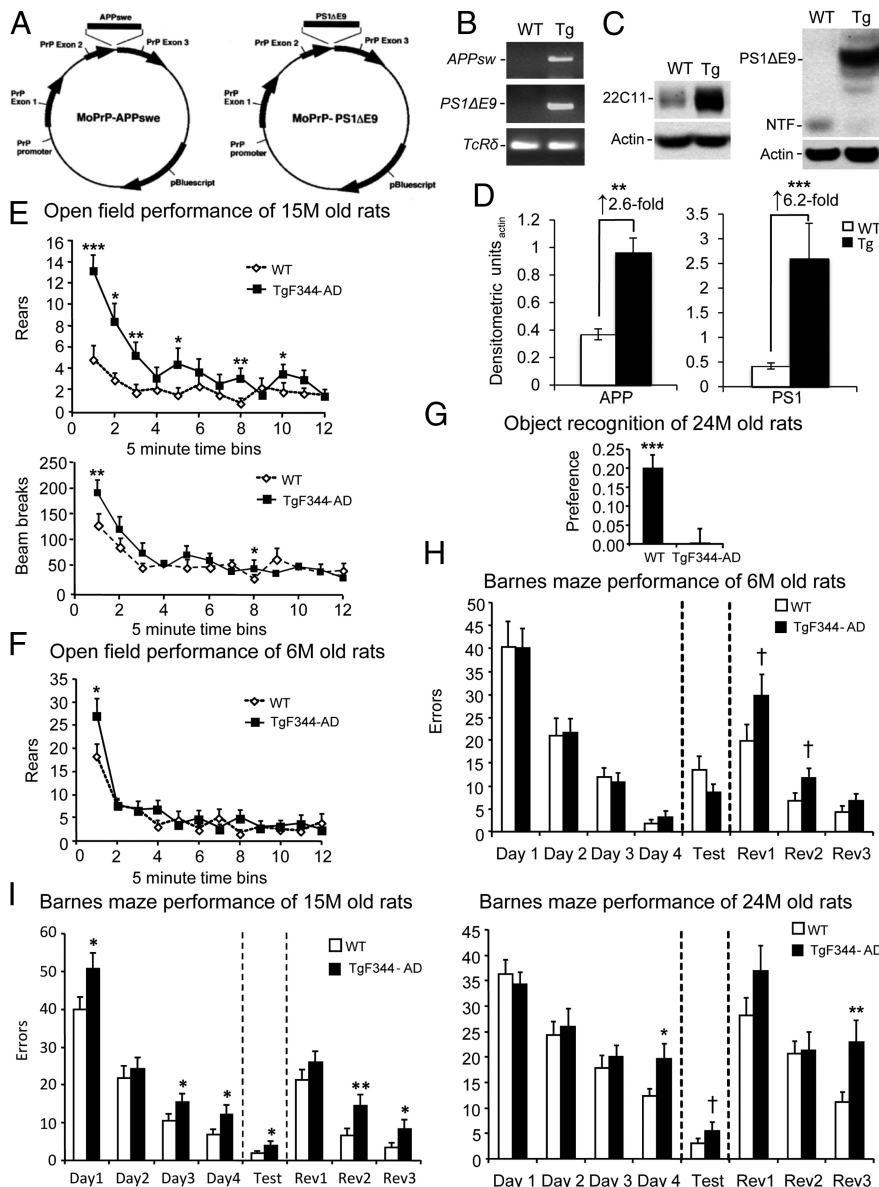 A
APPswe
PrP Exon 2
PrP Exon 3
PrP
Exon 1
MoPrP-APPswe
PrP
promoter
pBluescript
PS1ΔE9
PrP Exon 2
PrP Exon 3
PrP
Exon 1
MoPrP- PS1ΔE9
PrP
promoter
pBluescript
B
WT Tg
APPsw
PS1ΔE9
TcRδ
C
WT Tg
22C11
Actin
WT Tg
PS1ΔE9
NTF
Actin
D
Densitometric units actin
1.2
1
0.8
0.6
0.4
0.2
0
**
↑2.6-fold
APP
3.5
3
2.5
2
1.5
1
0.5
0
***
↑6.2-fold
PS1
WT
Tg
E
Open field performance of 15M old rats
Rears
16
14
12
10
8
6
4
2
0
*** * ** * ** *
WT
TgF344-AD
0 2 4 6 8 10 12
5 minute time bins
Beam breaks
300
250
200
150
100
50
0
** *
WT
TgF344-AD
0 2 4 6 8 10 12
5 minute time bins
F
Open field performance of 6M old rats
Rears
35
30
25
20
15
10
5
0
*
WT
TgF344-AD
0 2 4 6 8 10 12
5 minute time bins
G
Object recognition of 24M old rats
Preference
0.25
0.20
0.15
0.10
0.05
0.00
***
WT TgF344-AD
H
Barnes maze performance of 6M old rats
Errors
50
45
40
35
30
25
20
15
10
5
0
WT
TgF344- AD
† †
Day 1 Day 2 Day 3 Day 4 Test Rev1 Rev2 Rev3
I
Barnes maze performance of 15M old rats
Errors
60
50
40
30
20
10
0
WT
TgF344- AD
* * * * ** *
Day1 Day2 Day3 Day4 Test Rev1 Rev2 Rev3
Barnes maze performance of 24M old rats
45
40
35
30
25
20
15
10
5
0
WT
TgF344-AD
* † **
Day 1 Day 2 Day 3 Day 4 Test Rev1 Rev2 Rev3